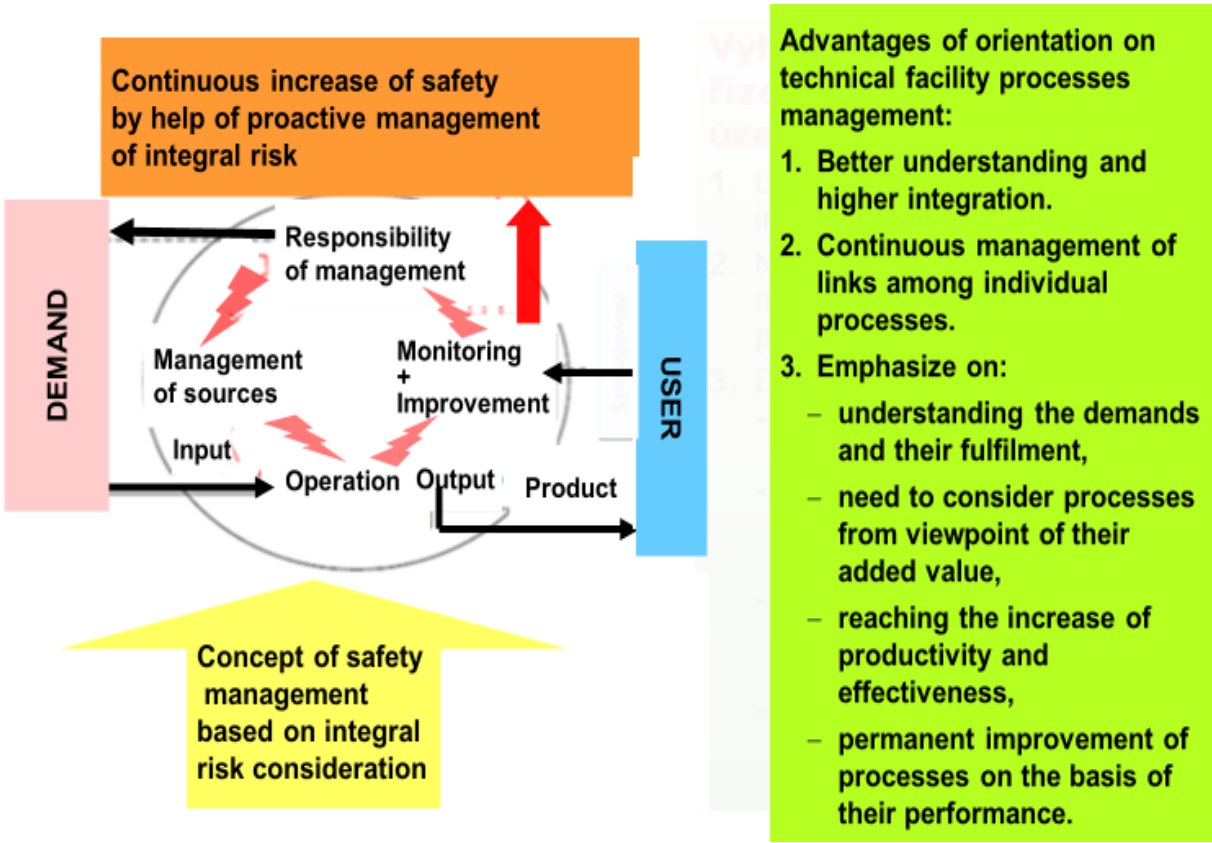 Continuous increase of safety
by help of proactive management
of integral risk
DEMAND
Responsibility
of management
Management
of sources
Monitoring
+
Improvement
Input
Operation
Output
Product
USER
Concept of safety
management
based on integral
risk consideration
Advantages of orientation on
technical facility processes
management:
1. Better understanding and
higher integration.
2. Continuous management of
links among individual
processes.
3. Emphasize on:
– understanding the demands
and their fulfilment,
– need to consider processes
from viewpoint of their
added value,
– reaching the increase of
productivity and
effectiveness,
– permanent improvement of
processes on the basis of
their performance.